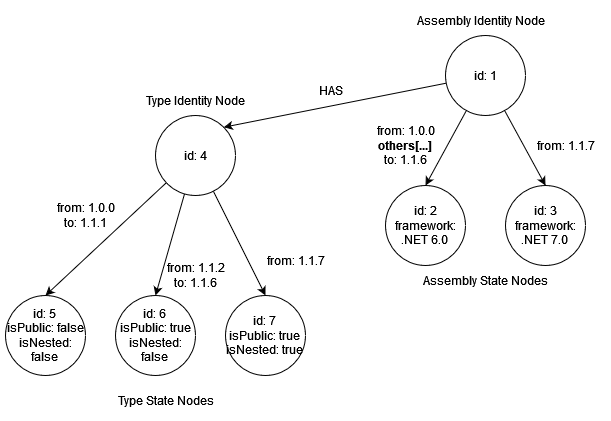 Assembly Identity Node
id: 1
HAS
Type Identity Node
id: 4
from: 1.0.0
others[...]
to: 1.1.6
from: 1.1.7
id: 2
framework:
.NET 6.0
id: 3
framework:
.NET 7.0
Assembly State Nodes
from: 1.0.0
to: 1.1.1
from: 1.1.2
to: 1.1.6
from: 1.1.7
id: 5
isPublic: false
isNested:
false
id: 6
isPublic: true
isNested:
false
id: 7
isPublic: true
isNested: true
Type State Nodes